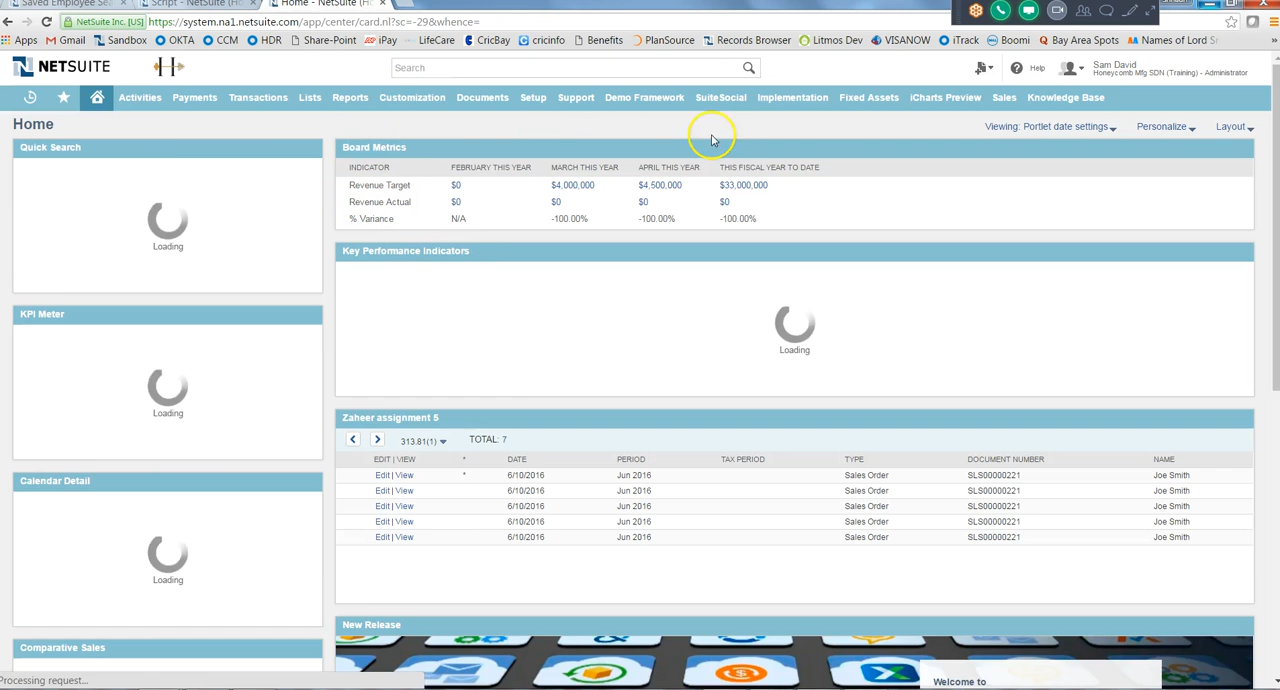 Saved Employee Sea
Script - NetSuite (Ho
Home - NetSuite (Ho
NetSuite Inc. [US] https://system.na1.netsuite.com/app/center/card.nl?sc=-29&whence=
Apps Gmail Sandbox OKTA CCM HDR Share-Point iPay LifeCare CricBay cricinfo Benefits PlanSource Records Browser Litmos Dev VISANOW iTrack Boomi Bay Area Spots Names of Lord S
NETSUITE H Search Help Sam David
Honeycomb Mfg SDN (Training) - Administrator
Activities Payments Transactions Lists Reports Customization Documents Setup Support Demo Framework SuiteSocial Implementation Fixed Assets iCharts Preview Sales Knowledge Base
Home Viewing: Portlet date settings Personalize Layout
Quick Search
Loading
KPI Meter
Loading
Calendar Detail
Loading
Comparative Sales
Board Metrics
INDICATOR FEBRUARY THIS YEAR MARCH THIS YEAR APRIL THIS YEAR THIS FISCAL YEAR TO DATE
Revenue Target $0 $4,000,000 $4,500,000 $33,000,000
Revenue Actual $0 $0 $0 $0
% Variance N/A -100.00% -100.00% -100.00%
Key Performance Indicators
Loading
Zaheer assignment 5
313.81(1) TOTAL: 7
EDIT | VIEW * DATE PERIOD TAX PERIOD TYPE DOCUMENT NUMBER NAME
Edit | View * 6/10/2016 Jun 2016 Sales Order SLS00000221 Joe Smith
Edit | View 6/10/2016 Jun 2016 Sales Order SLS00000221 Joe Smith
Edit | View 6/10/2016 Jun 2016 Sales Order SLS00000221 Joe Smith
Edit | View 6/10/2016 Jun 2016 Sales Order SLS00000221 Joe Smith
Edit | View 6/10/2016 Jun 2016 Sales Order SLS00000221 Joe Smith
New Release
Welcome to
Processing request...